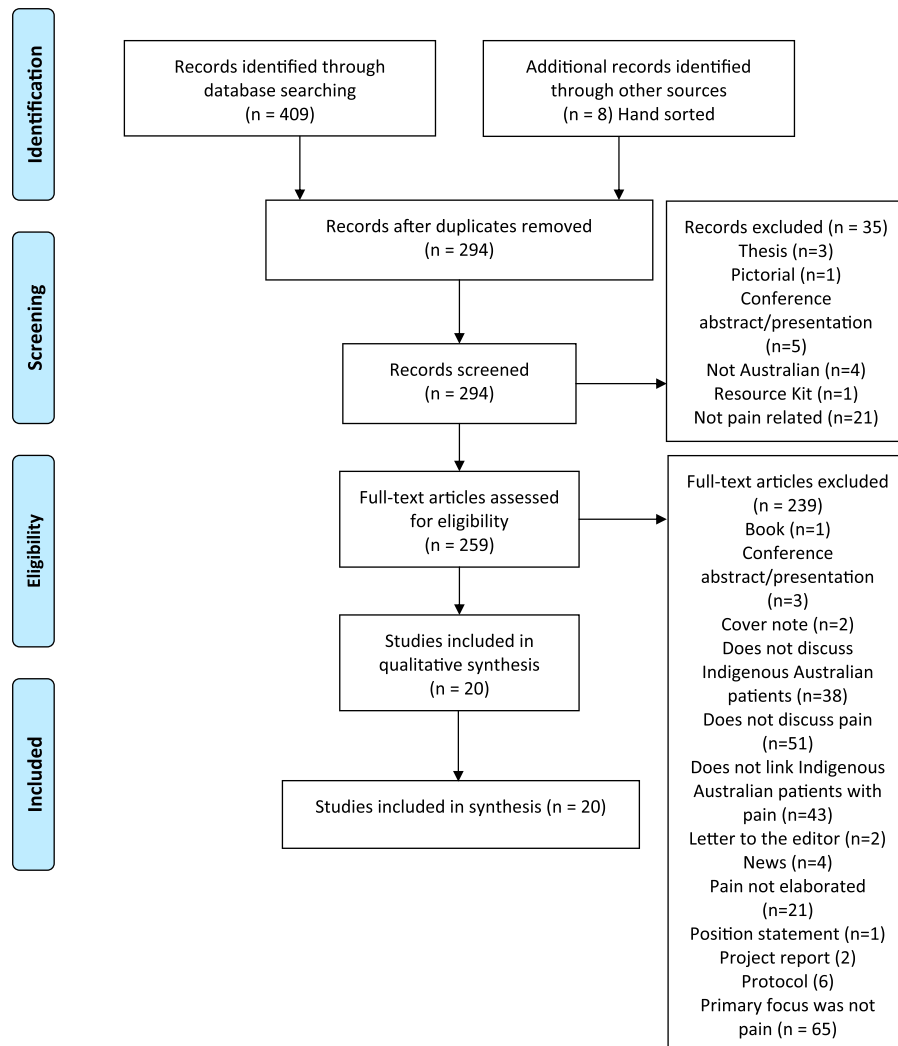 Identification
Records identified through
database searching
(n = 409)
Additional records identified
through other sources
(n = 8) Hand sorted
Records after duplicates removed
(n = 294)
Screening
Records screened
(n = 294)
Records excluded (n = 35)
Thesis (n=3)
Pictorial (n=1)
Conference
abstract/presentation
(n=5)
Not Australian (n=4)
Resource Kit (n=1)
Not pain related (n=21)
Eligibility
Full-text articles assessed
for eligibility
(n = 259)
Full-text articles excluded
(n = 239)
Book (n=1)
Conference
abstract/presentation
(n=3)
Cover note (n=2)
Does not discuss
Indigenous Australian
patients (n=38)
Does not discuss pain
(n=51)
Does not link Indigenous
Australian patients with
pain (n=43)
Letter to the editor (n=2)
News (n=4)
Pain not elaborated
(n=21)
Position statement (n=1)
Project report (2)
Protocol (6)
Primary focus was not
pain (n = 65)
Studies included in
qualitative synthesis
(n = 20)
Included
Studies included in synthesis (n = 20)